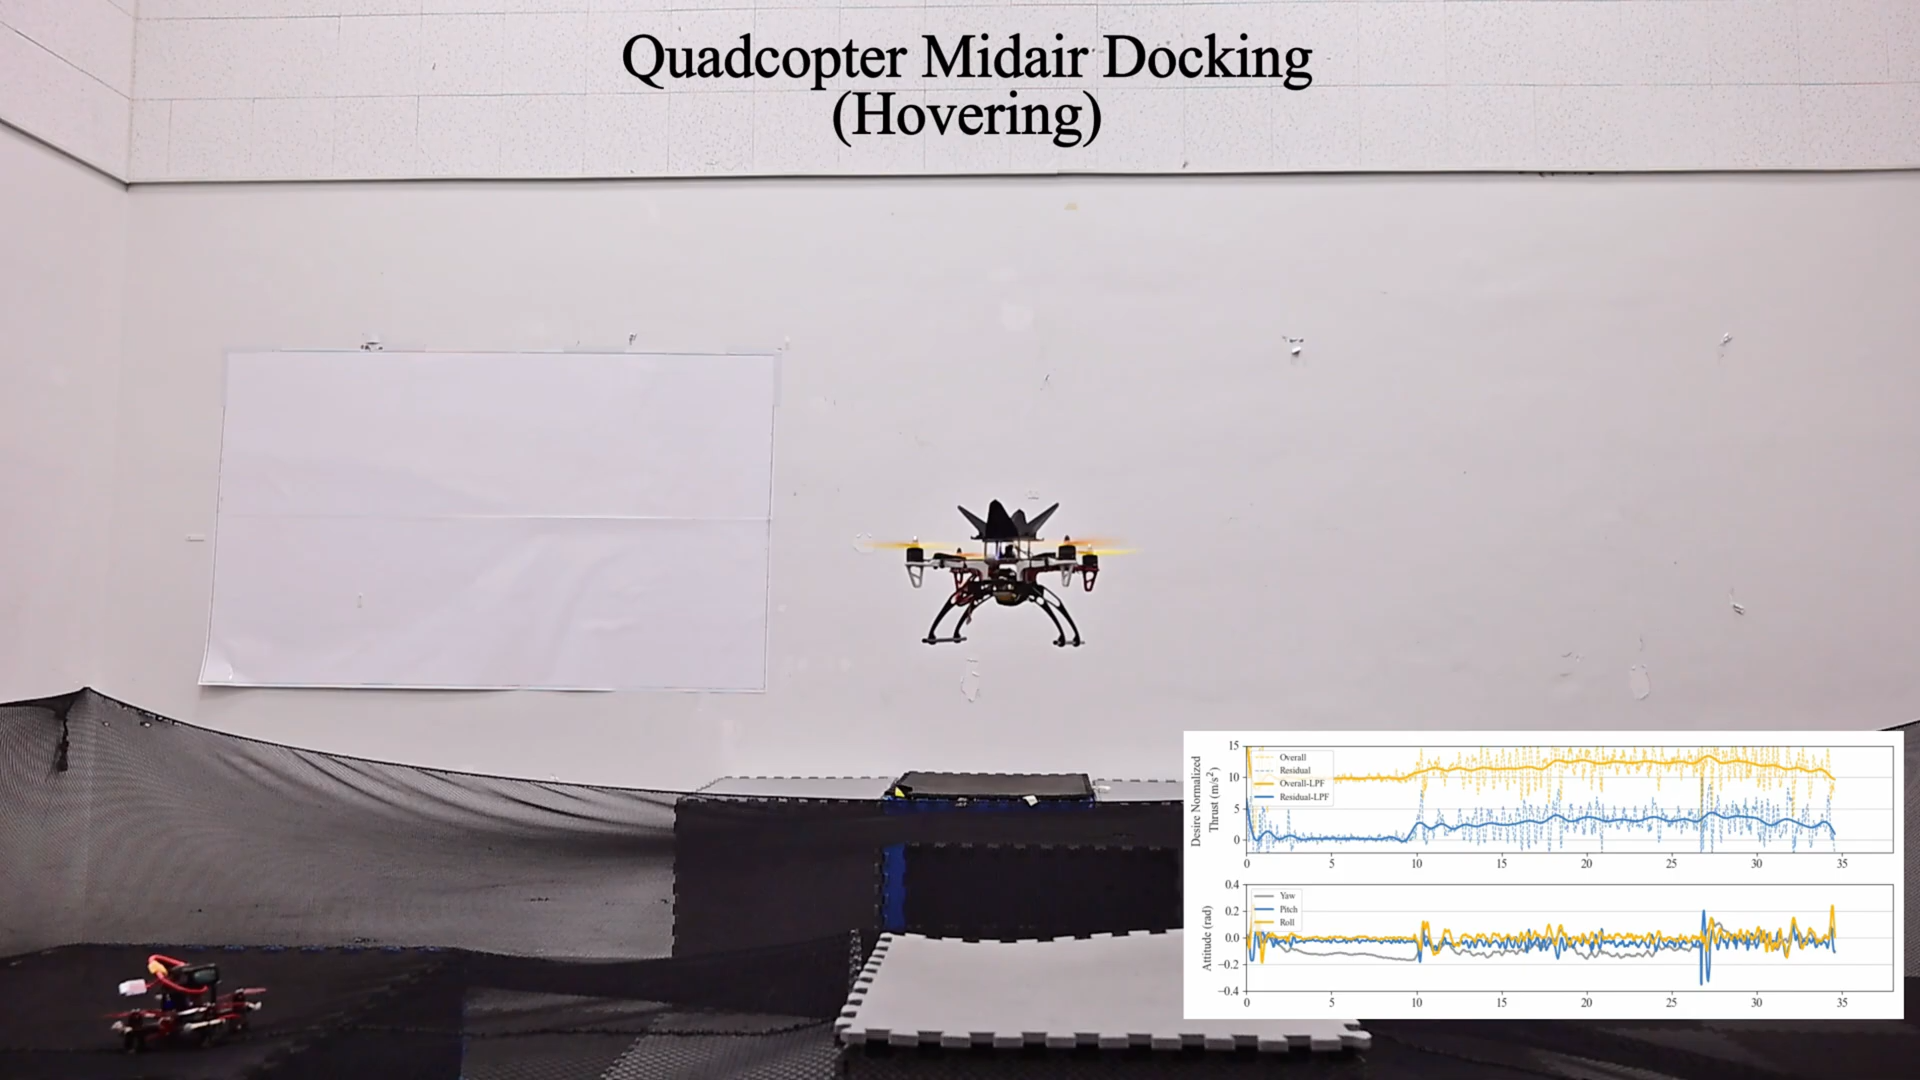 Quadcopter Midair Docking
(Hovering)
Desire Normalized
Thrust (m/s²)
15
10
5
0
Overall
Residual
Overall-LPF
Residual-LPF
0 5 10 15 20 25 30 35
Attitude (rad)
0.4
0.2
0.0
−0.2
−0.4
Yaw
Pitch
Roll
0 5 10 15 20 25 30 35